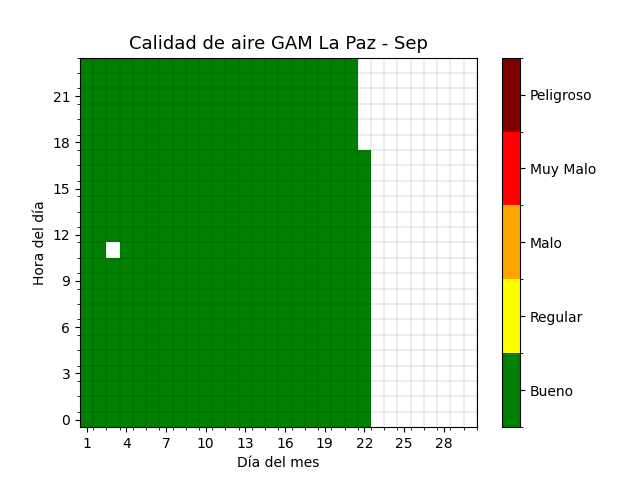 Calidad de aire GAM La Paz - Sep
Hora del día
21
18
15
12
9
6
3
0
1 4 7 10 13 16 19 22 25 28
Día del mes
Peligroso
Muy Malo
Malo
Regular
Bueno